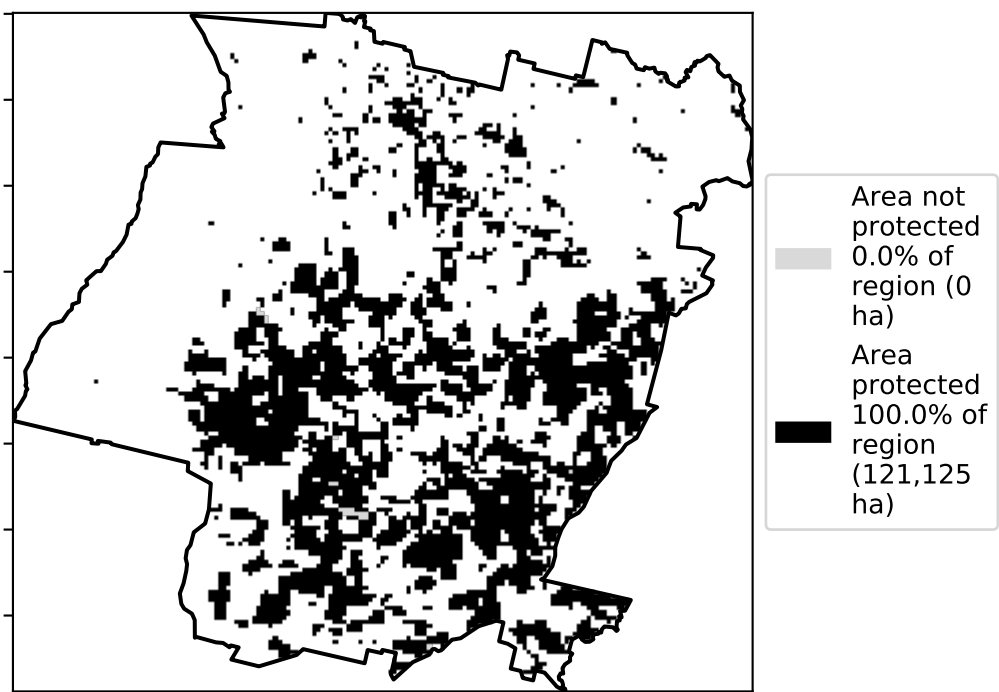 Area not
protected
0.0% of
region (0
ha)
Area
protected
100.0% of
region
(121,125
ha)